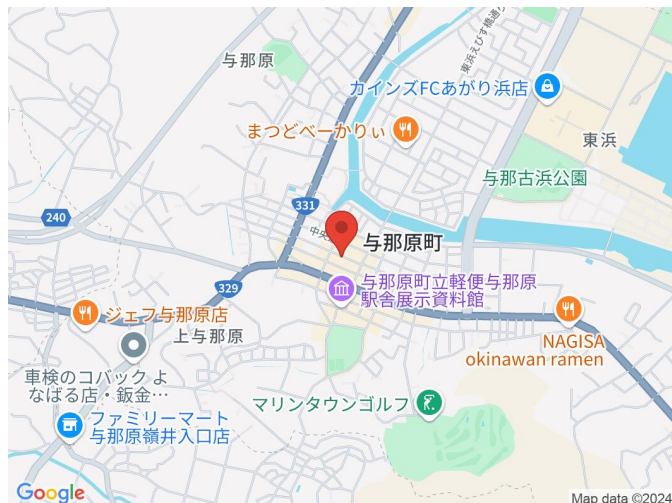 与那原
東浜えびす橋通り
カインズFCあがり浜店
まつどべーかりぃ
東浜
与那古浜公園
240
331
中央
与那原町
329
与那原町立軽便与那原
駅舎展示資料館
ジェフ与那原店
上与那原
NAGISA
okinawan ramen
車検のコバック よ
なばる店・鈑金…
マリンタウンゴルフ
ファミリーマート
与那原嶺井入口店
Google
Map data ©2024